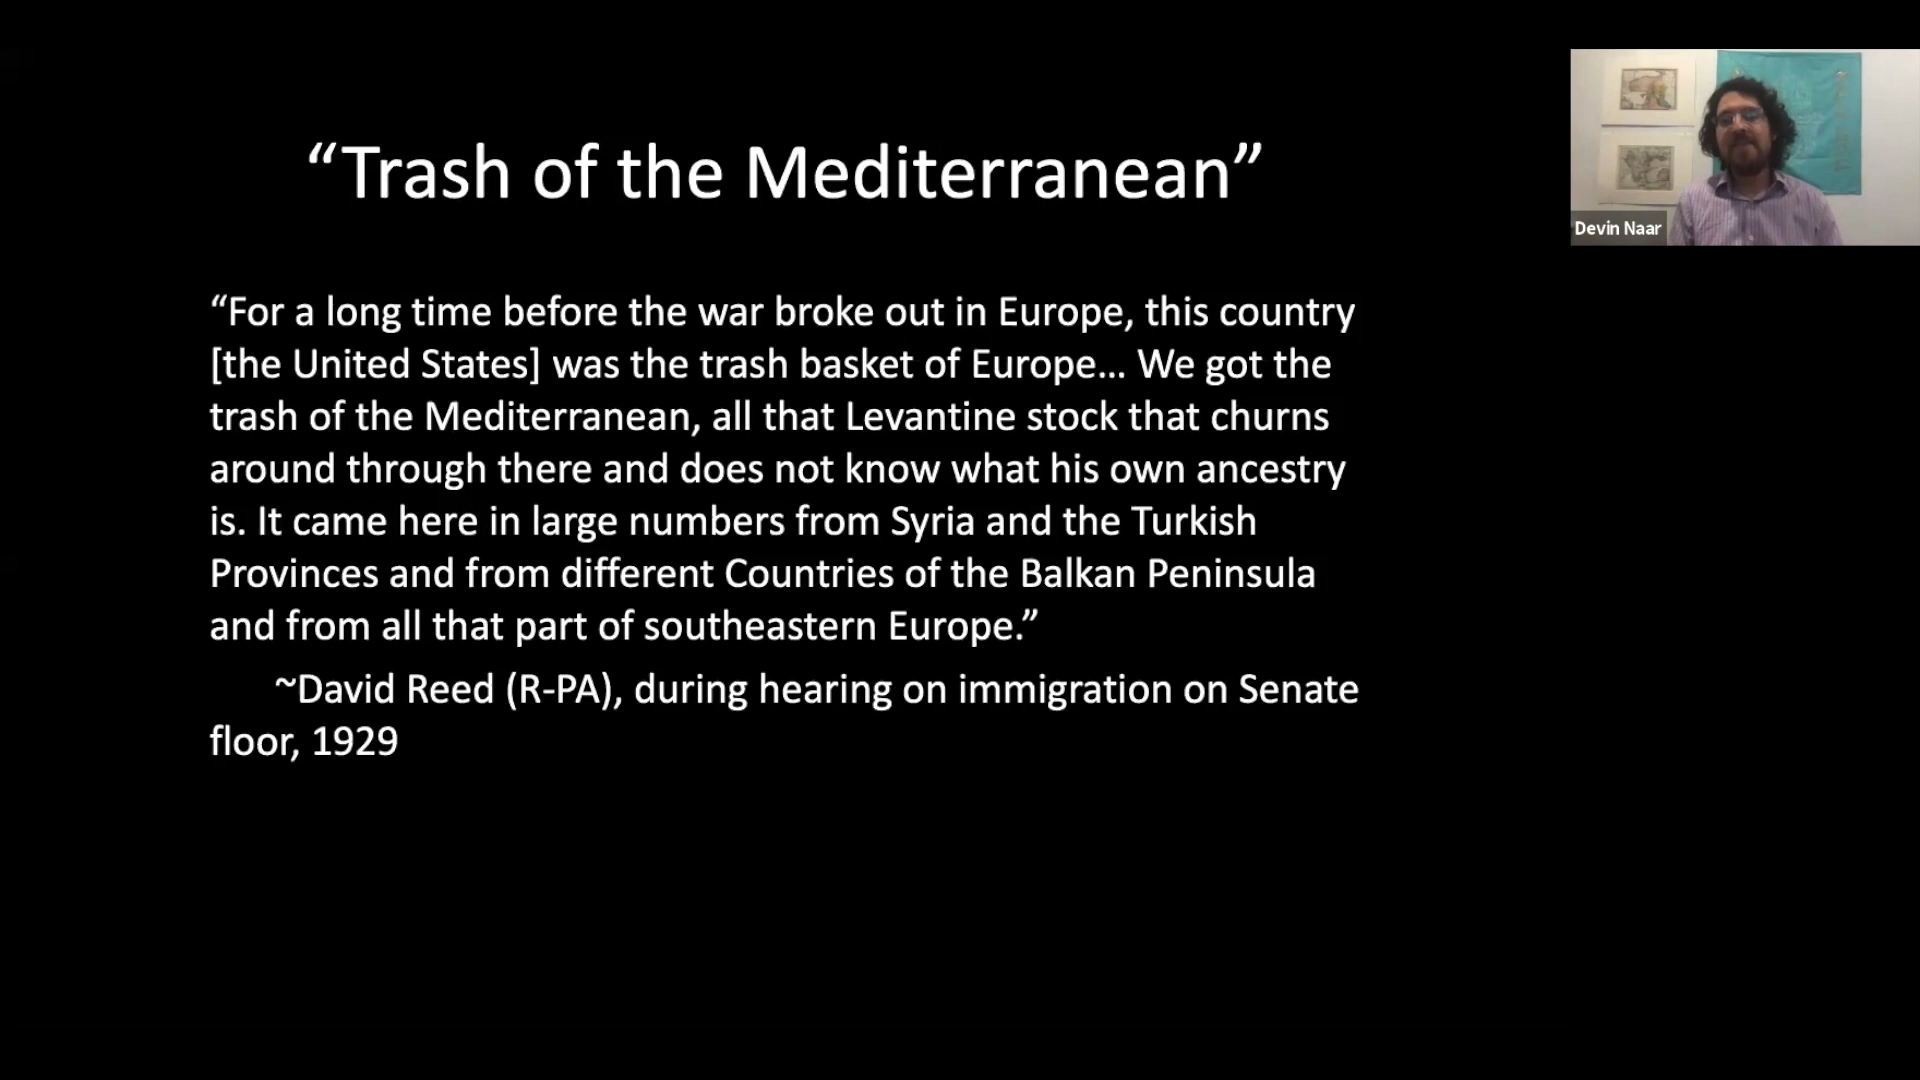 “Trash of the Mediterranean”
Devin Naar
“For a long time before the war broke out in Europe, this country
[the United States] was the trash basket of Europe... We got the
trash of the Mediterranean, all that Levantine stock that churns
around through there and does not know what his own ancestry
is. It came here in large numbers from Syria and the Turkish
Provinces and from different Countries of the Balkan Peninsula
and from all that part of southeastern Europe.”
~David Reed (R-PA), during hearing on immigration on Senate
floor, 1929